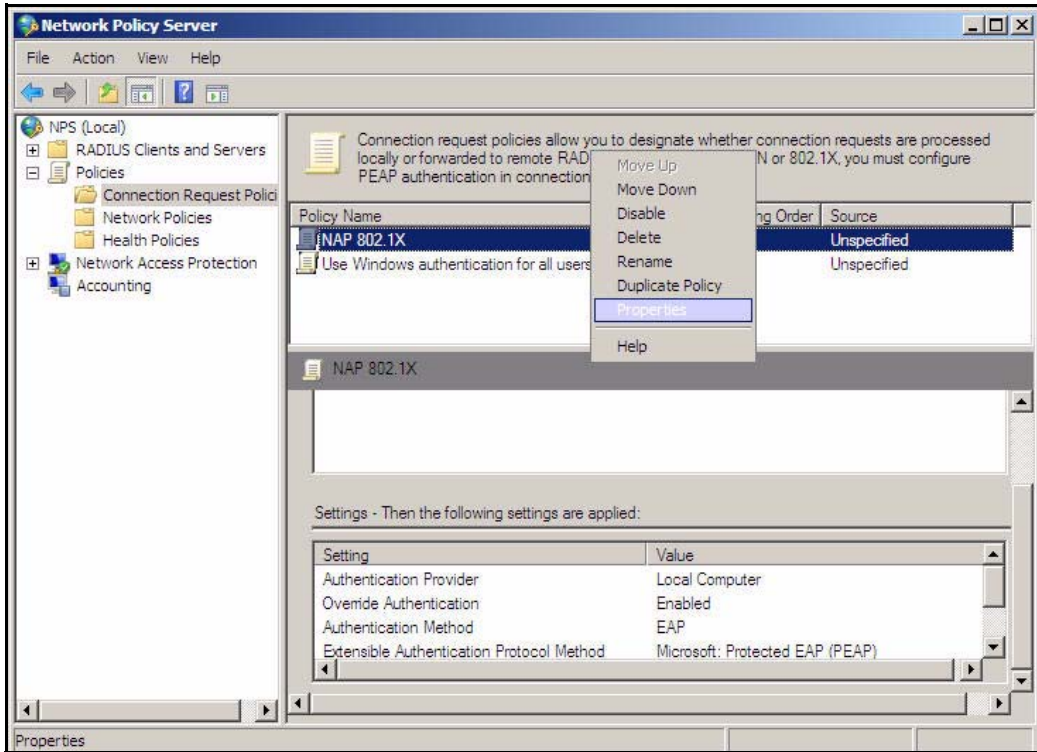 Network Policy Server
File Action View Help
NPS (Local)
RADIUS Clients and Servers
Policies
Connection Request Polici
Network Policies
Health Policies
Network Access Protection
Accounting
Connection request policies allow you to designate whether connection requests are processed
locally or forwarded to remote RAD N or 802.1X, you must configure
PEAP authentication in connection
Policy Name ng Order Source
NAP 802.1X Unspecified
Use Windows authentication for all users Unspecified
Move Up
Move Down
Disable
Delete
Rename
Duplicate Policy
Properties
Help
NAP 802.1X
Settings - Then the following settings are applied:
Setting Value
Authentication Provider Local Computer
Override Authentication Enabled
Authentication Method EAP
Extensible Authentication Protocol Method Microsoft: Protected EAP (PEAP)
Properties